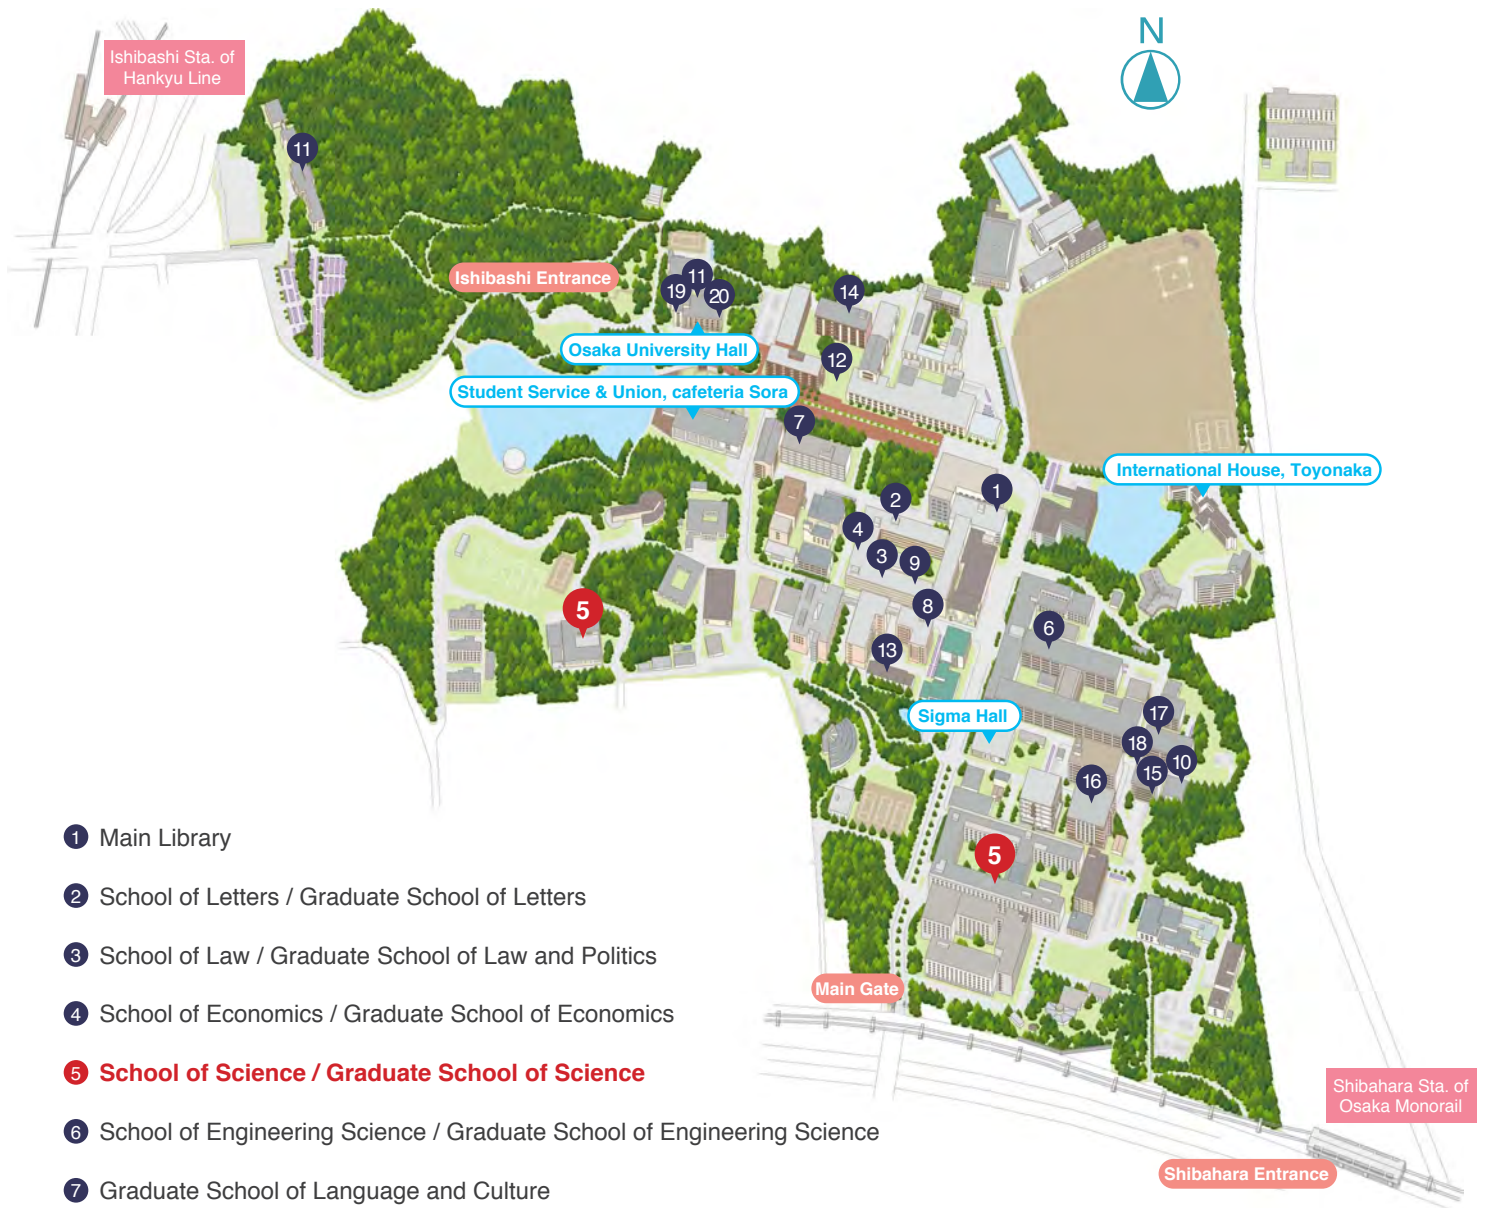 N
Ishibashi Sta. of
Hankyu Line
11
Ishibashi Entrance
11
19
20
14
Osaka University Hall
12
Student Service & Union, cafeteria Sora
7
International House, Toyonaka
1
2
4
3
9
8
5
6
13
Sigma Hall
17
18
10
15
16
5
Main Gate
Shibahara Sta. of
Osaka Monorail
Shibahara Entrance
1 Main Library
2 School of Letters / Graduate School of Letters
3 School of Law / Graduate School of Law and Politics
4 School of Economics / Graduate School of Economics
5 School of Science / Graduate School of Science
6 School of Engineering Science / Graduate School of Engineering Science
7 Graduate School of Language and Culture